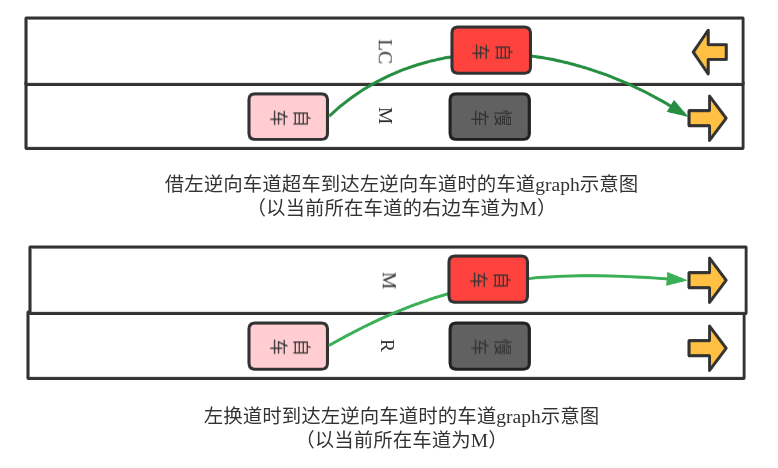 LC
自车
自车
M
慢车
借左逆向车道超车到达左逆向车道时的车道graph示意图
（以当前所在车道的右边车道为M）
M
自车
自车
R
慢车
左换道时到达左逆向车道时的车道graph示意图
（以当前所在车道为M）